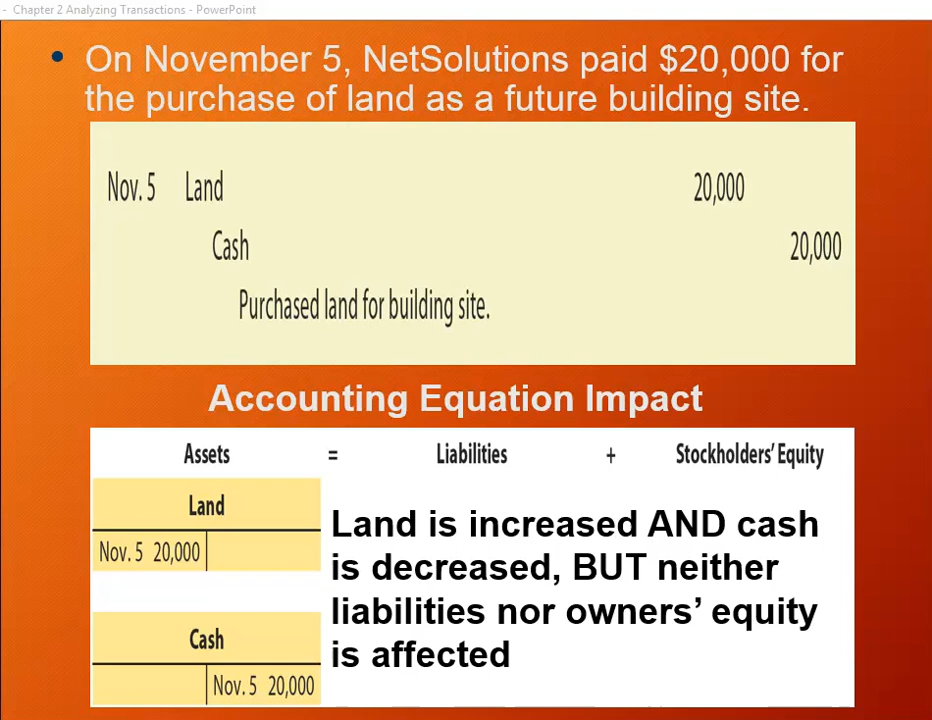 - Chapter 2 Analyzing Transactions - PowerPoint
• On November 5, NetSolutions paid $20,000 for
the purchase of land as a future building site.
Nov. 5 Land 20,000
Cash 20,000
Purchased land for building site.
Accounting Equation Impact
Assets = Liabilities + Stockholders' Equity
Land
Nov. 5 20,000
Land is increased AND cash
is decreased, BUT neither
liabilities nor owners’ equity
is affected
Cash
Nov. 5 20,000